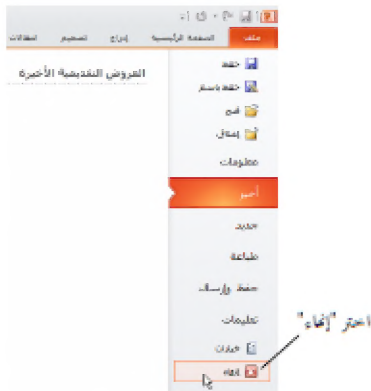 ملف
الصفحة الرئيسية
إدراج
تصميم
انتقالات
حفظ
حفظ باسم
فتح
إغلاق
معلومات
أخير
جديد
طباعة
حفظ وإرسال
تعليمات
خيارات
إنهاء
العروض التقديمية الأخيرة
اختر "إنهاء"